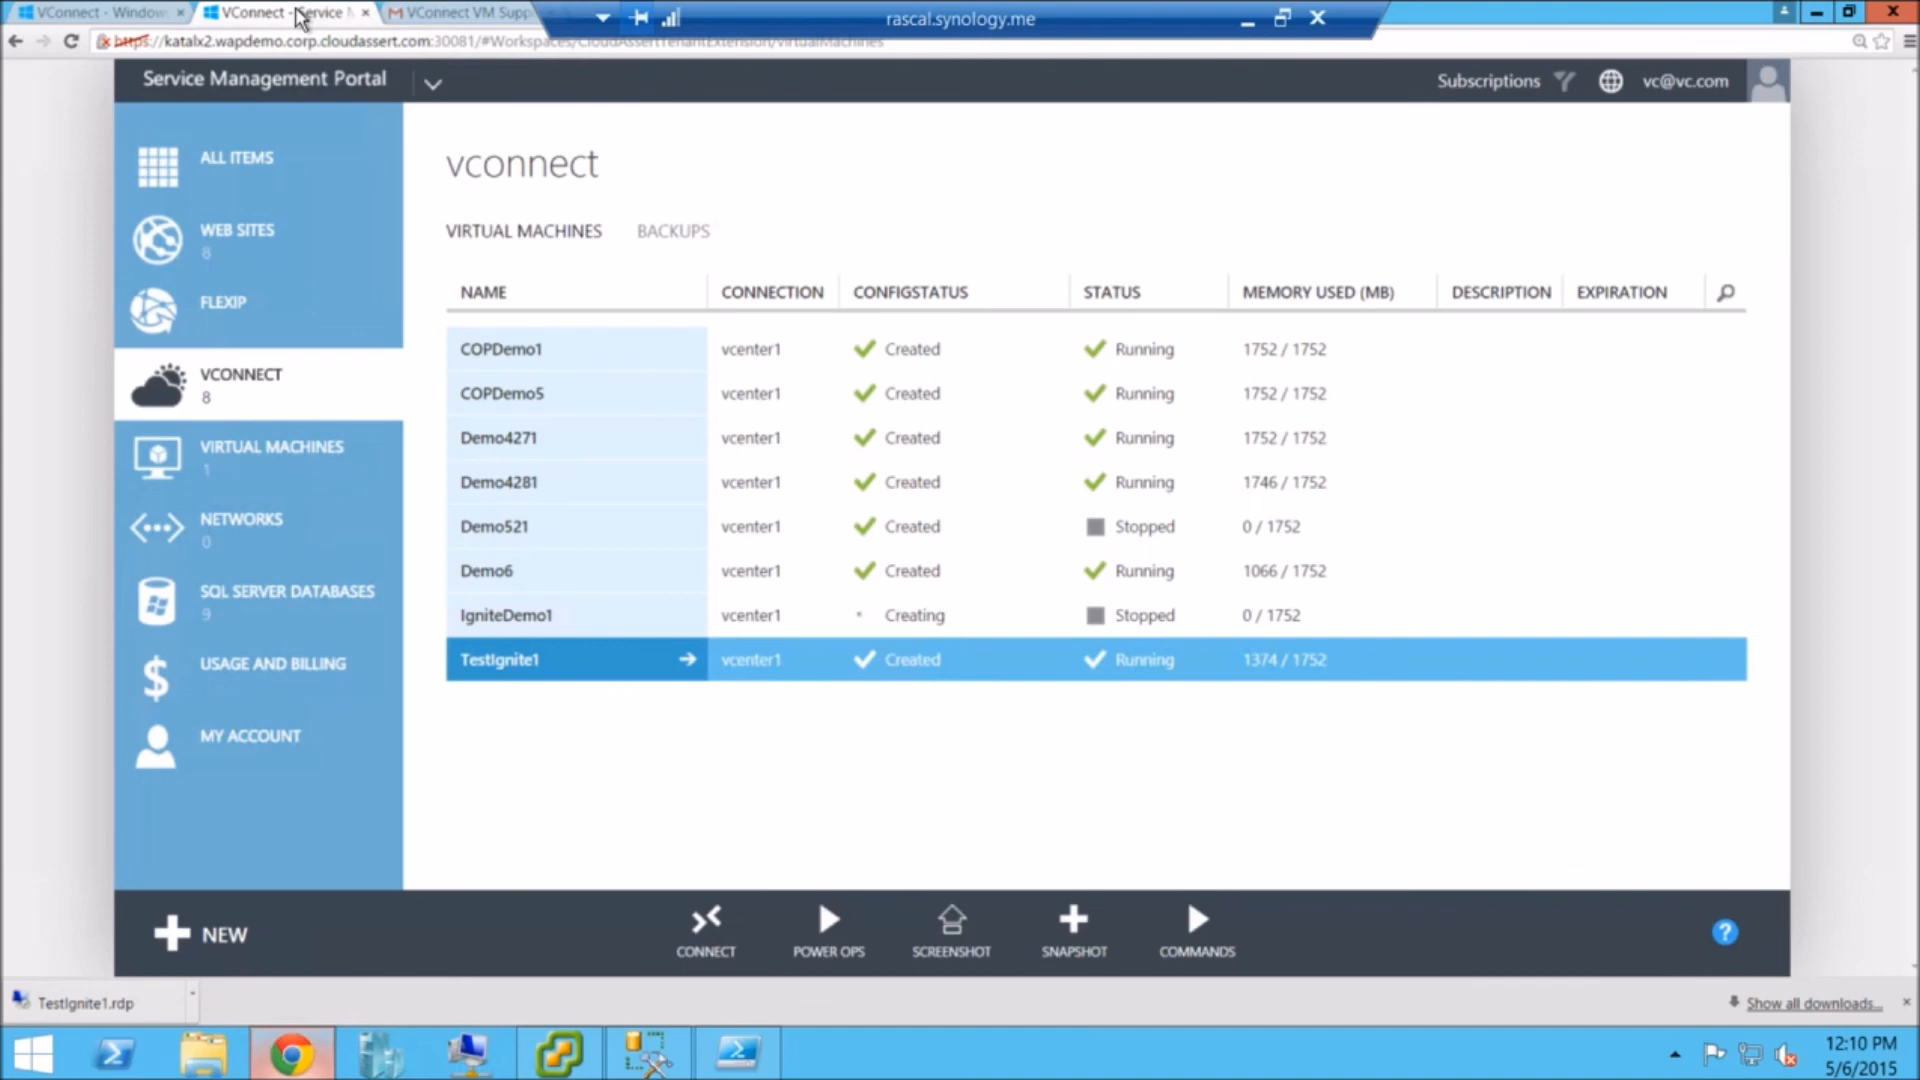 VConnect - Window
VConnect - Service M
VConnect VM Supp
rascal.synology.me
https://katalx2.wapdemo.corp.cloudassert.com:30081/#Workspaces/CloudAssertTenantExtension/VirtualMachines
Service Management Portal
Subscriptions
vc@vc.com
ALL ITEMS
WEB SITES
8
FLEXIP
VCONNECT
8
VIRTUAL MACHINES
1
NETWORKS
0
SQL SERVER DATABASES
9
USAGE AND BILLING
MY ACCOUNT
vconnect
VIRTUAL MACHINES BACKUPS
NAME CONNECTION CONFIGSTATUS STATUS MEMORY USED (MB) DESCRIPTION EXPIRATION
COPDemo1 vcenter1 Created Running 1752 / 1752
COPDemo5 vcenter1 Created Running 1752 / 1752
Demo4271 vcenter1 Created Running 1752 / 1752
Demo4281 vcenter1 Created Running 1746 / 1752
Demo521 vcenter1 Created Stopped 0 / 1752
Demo6 vcenter1 Created Running 1066 / 1752
IgniteDemo1 vcenter1 Creating Stopped 0 / 1752
TestIgnite1 vcenter1 Created Running 1374 / 1752
NEW
CONNECT
POWER OPS
SCREENSHOT
SNAPSHOT
COMMANDS
?
TestIgnite1.rdp
Show all downloads...
12:10 PM
5/6/2015